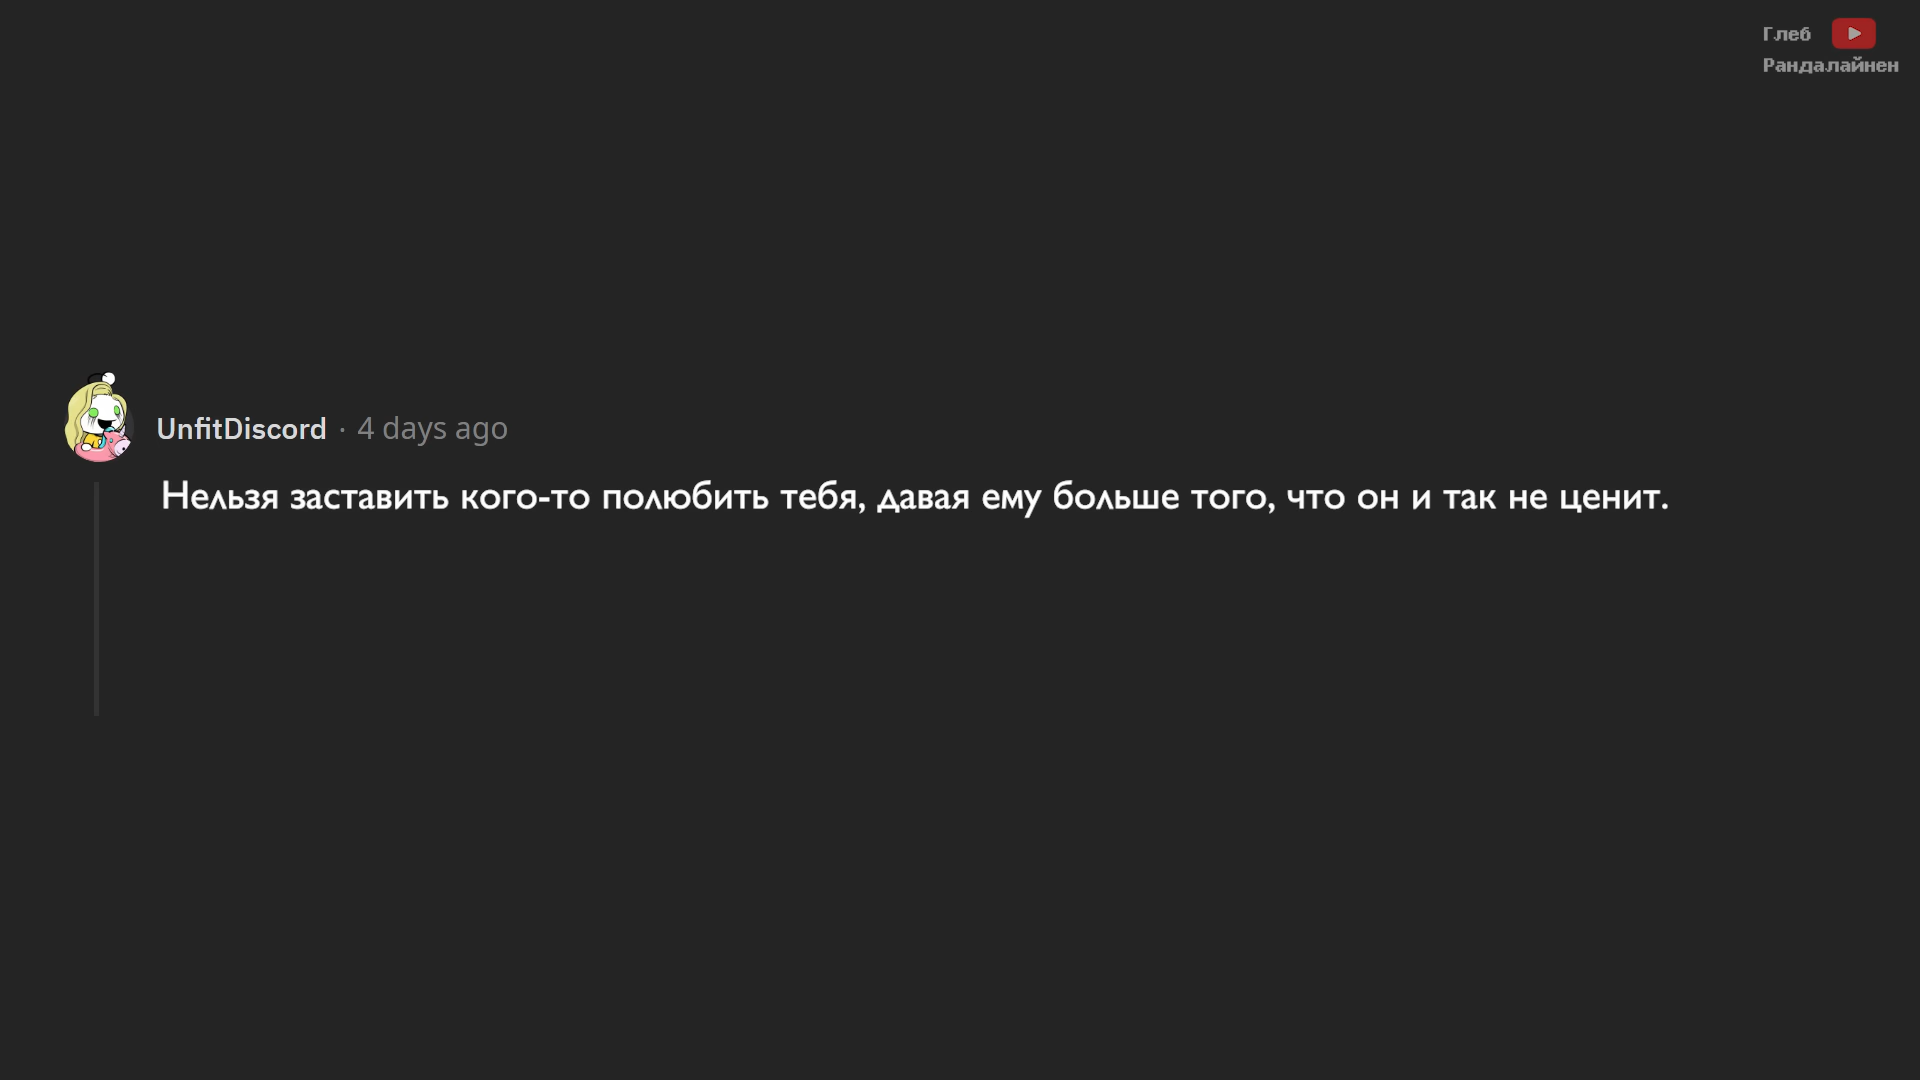 Глеб
Рандалайнен
UnfitDiscord · 4 days ago
Нельзя заставить кого-то полюбить тебя, давая ему больше того, что он и так не ценит.